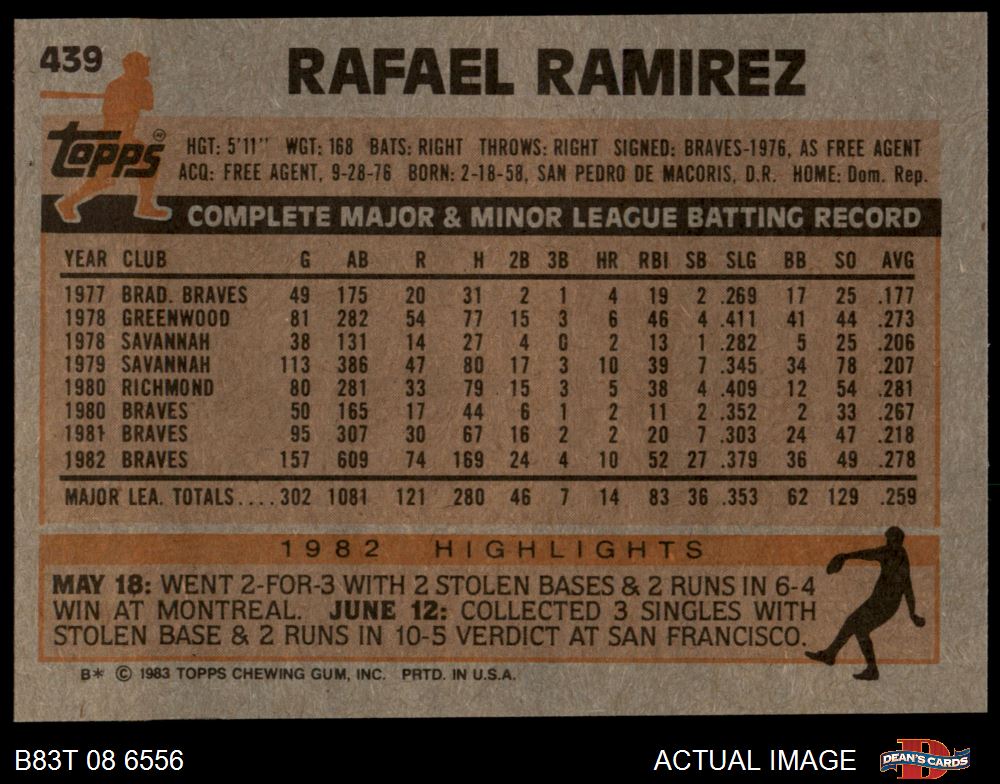 439
RAFAEL RAMIREZ
Topps®
HGT: 5'11" WGT: 168 BATS: RIGHT THROWS: RIGHT SIGNED: BRAVES-1976, AS FREE AGENT
ACQ: FREE AGENT, 9-28-76 BORN: 2-18-58, SAN PEDRO DE MACORIS, D.R. HOME: Dom. Rep.
COMPLETE MAJOR & MINOR LEAGUE BATTING RECORD
YEAR CLUB G AB R H 2B 3B HR RBI SB SLG BB SO AVG
1977 BRAD. BRAVES 49 175 20 31 2 1 4 19 2 .269 17 25 .177
1978 GREENWOOD 81 282 54 77 15 3 6 46 4 .411 41 44 .273
1978 SAVANNAH 38 131 14 27 4 0 2 13 1 .282 5 25 .206
1979 SAVANNAH 113 386 47 80 17 3 10 39 7 .345 34 78 .207
1980 RICHMOND 80 281 33 79 15 3 5 38 4 .409 12 54 .281
1980 BRAVES 50 165 17 44 6 1 2 11 2 .352 2 33 .267
1981 BRAVES 95 307 30 67 16 2 2 20 7 .303 24 47 .218
1982 BRAVES 157 609 74 169 24 4 10 52 27 .379 36 49 .278
MAJOR LEA. TOTALS.... 302 1081 121 280 46 7 14 83 36 .353 62 129 .259
1982 HIGHLIGHTS
MAY 18: WENT 2-FOR-3 WITH 2 STOLEN BASES & 2 RUNS IN 6-4
WIN AT MONTREAL. JUNE 12: COLLECTED 3 SINGLES WITH
STOLEN BASE & 2 RUNS IN 10-5 VERDICT AT SAN FRANCISCO.
B* © 1983 TOPPS CHEWING GUM, INC. PRTD. IN U.S.A.
B83T 08 6556 ACTUAL IMAGE DEAN'S CARDS